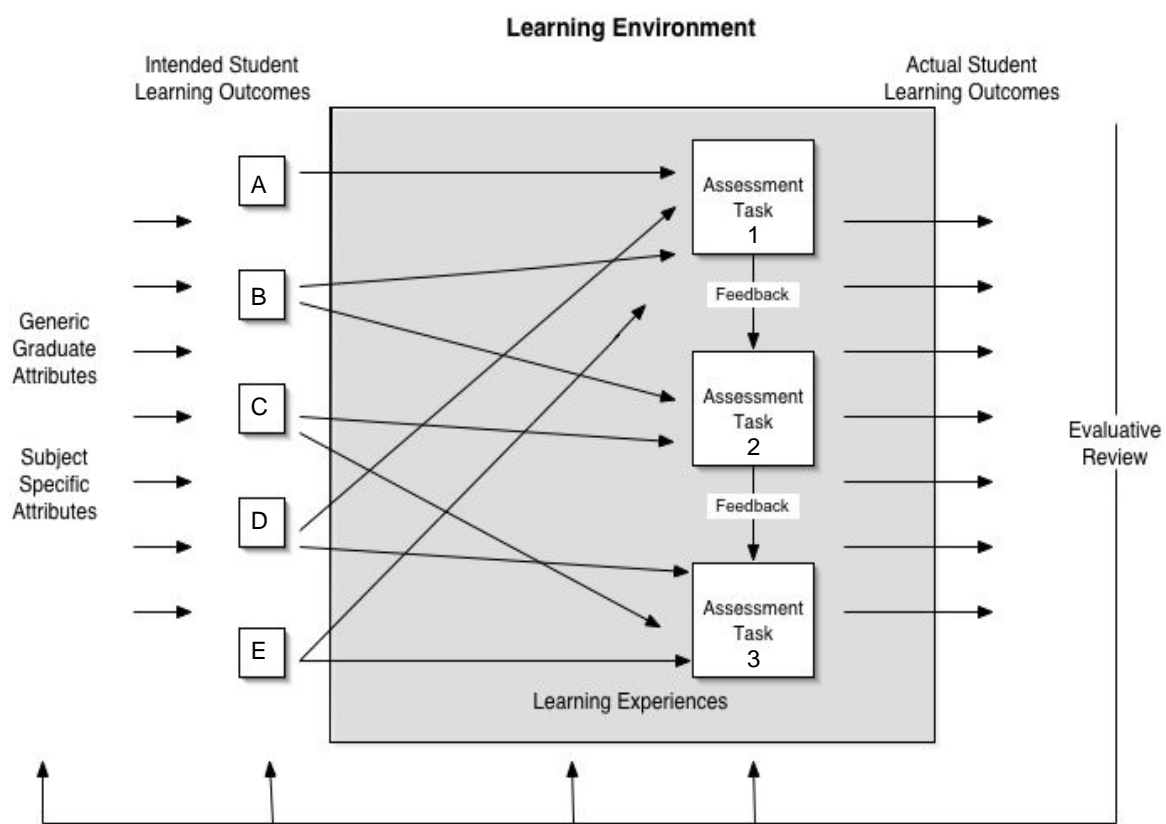 Learning Environment
Intended Student
Learning Outcomes
Actual Student
Learning Outcomes
A
Assessment
Task
1
B
Feedback
Generic
Graduate
Attributes
C
Assessment
Task
2
Evaluative
Review
Subject
Specific
Attributes
D
Feedback
E
Assessment
Task
3
Learning Experiences